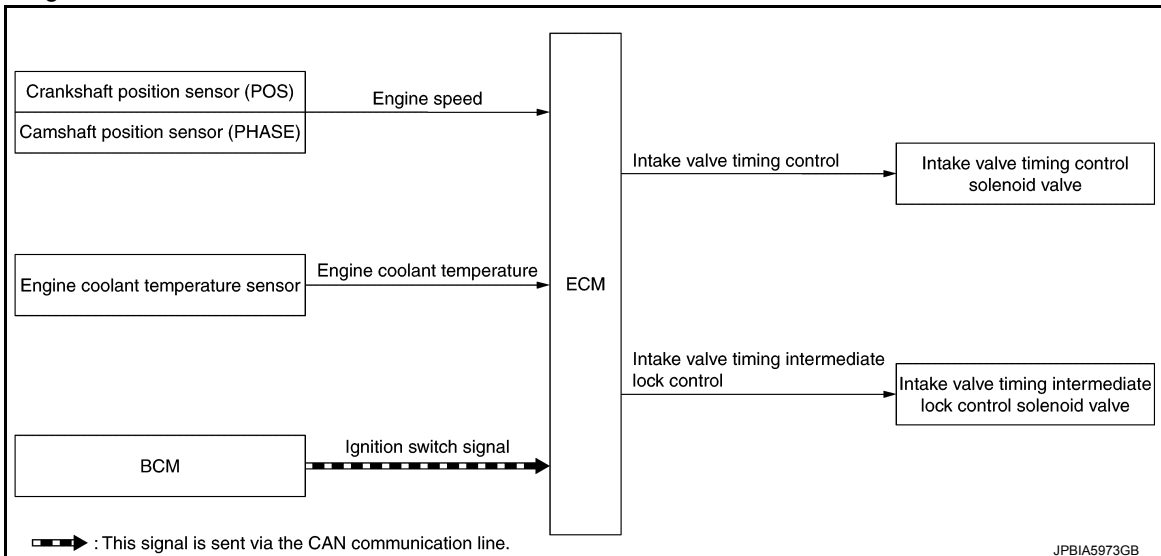 Crankshaft position sensor (POS)
Camshaft position sensor (PHASE)
Engine speed
Engine coolant temperature sensor
Engine coolant temperature
BCM
Ignition switch signal
ECM
Intake valve timing control
Intake valve timing control
solenoid valve
Intake valve timing intermediate
lock control
Intake valve timing intermediate
lock control solenoid valve
: This signal is sent via the CAN communication line.
JPBIA5973GB